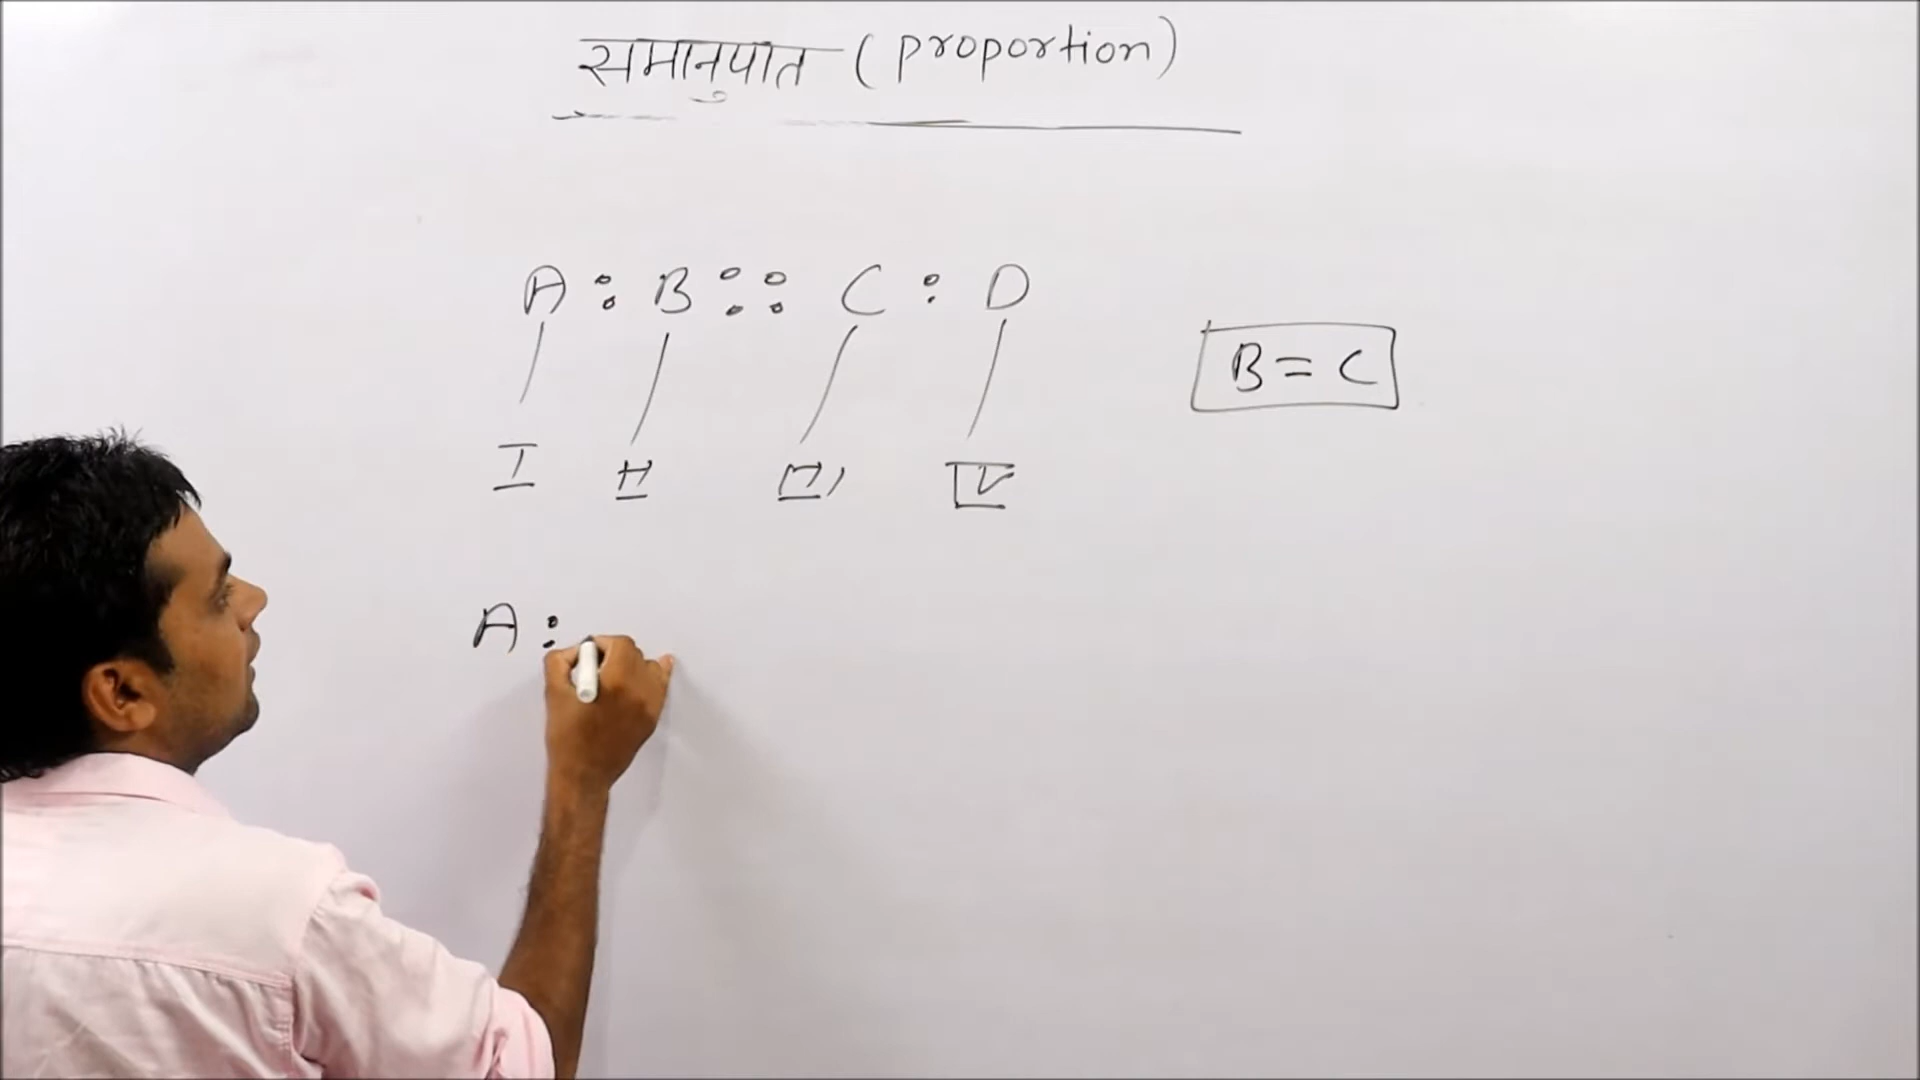 समानुपात (proportion)
A : B :: C : D
B = C
I II III IV
A :